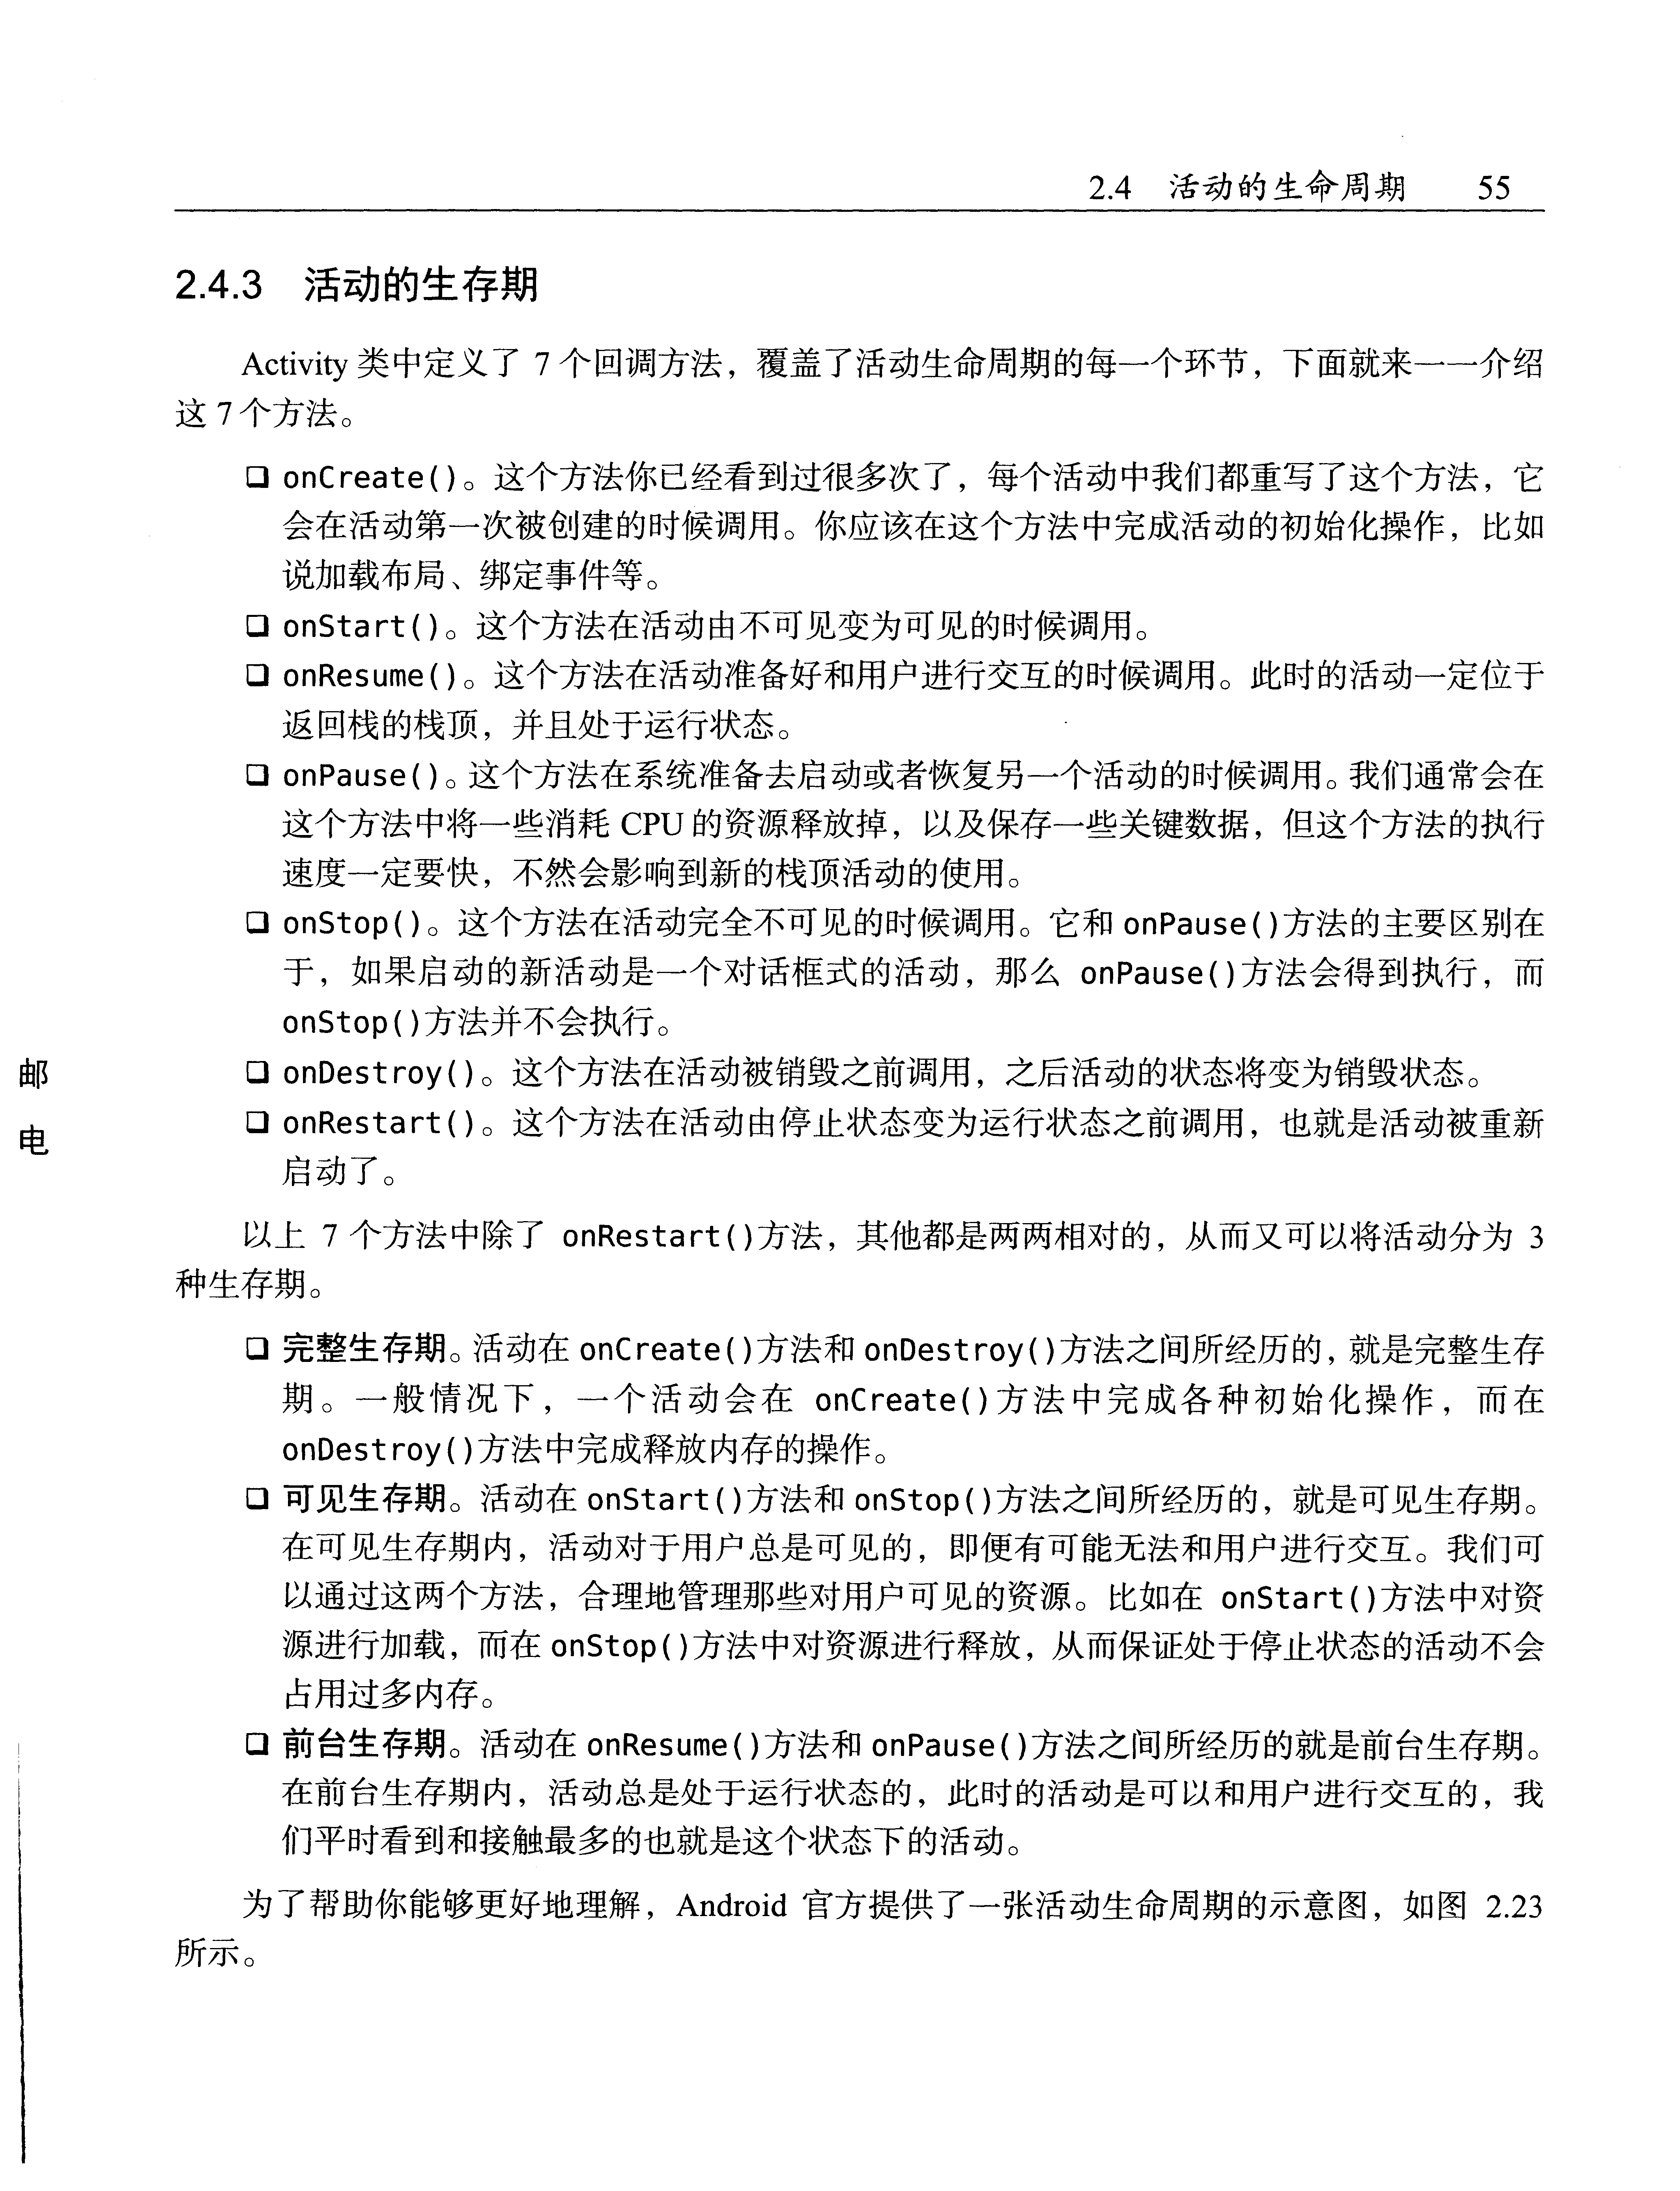 2.4 活动的生命周期 55
2.4.3 活动的生存期
Activity 类中定义了 7 个回调方法，覆盖了活动生命周期的每一个环节，下面就来一一介绍
这 7 个方法。
❑ onCreate()。这个方法你已经看到过很多次了，每个活动中我们都重写了这个方法，它
会在活动第一次被创建的时候调用。你应该在这个方法中完成活动的初始化操作，比如
说加载布局、绑定事件等。
❑ onStart()。这个方法在活动由不可见变为可见的时候调用。
❑ onResume()。这个方法在活动准备好和用户进行交互的时候调用。此时的活动一定位于
返回栈的栈顶，并且处于运行状态。
❑ onPause()。这个方法在系统准备去启动或者恢复另一个活动的时候调用。我们通常会在
这个方法中将一些消耗 CPU 的资源释放掉，以及保存一些关键数据，但这个方法的执行
速度一定要快，不然会影响到新的栈顶活动的使用。
❑ onStop()。这个方法在活动完全不可见的时候调用。它和 onPause()方法的主要区别在
于，如果启动的新活动是一个对话框式的活动，那么 onPause()方法会得到执行，而
onStop()方法并不会执行。
❑ onDestroy()。这个方法在活动被销毁之前调用，之后活动的状态将变为销毁状态。
❑ onRestart()。这个方法在活动由停止状态变为运行状态之前调用，也就是活动被重新
启动了。
以上 7 个方法中除了 onRestart()方法，其他都是两两相对的，从而又可以将活动分为 3
种生存期。
❑ 完整生存期。活动在 onCreate()方法和 onDestroy()方法之间所经历的，就是完整生存
期。一般情况下，一个活动会在 onCreate()方法中完成各种初始化操作，而在
onDestroy()方法中完成释放内存的操作。
❑ 可见生存期。活动在 onStart()方法和 onStop()方法之间所经历的，就是可见生存期。
在可见生存期内，活动对于用户总是可见的，即便有可能无法和用户进行交互。我们可
以通过这两个方法，合理地管理那些对用户可见的资源。比如在 onStart()方法中对资
源进行加载，而在 onStop()方法中对资源进行释放，从而保证处于停止状态的活动不会
占用过多内存。
❑ 前台生存期。活动在 onResume()方法和 onPause()方法之间所经历的就是前台生存期。
在前台生存期内，活动总是处于运行状态的，此时的活动是可以和用户进行交互的，我
们平时看到和接触最多的也就是这个状态下的活动。
为了帮助你能够更好地理解，Android 官方提供了一张活动生命周期的示意图，如图 2.23
所示。
邮
电